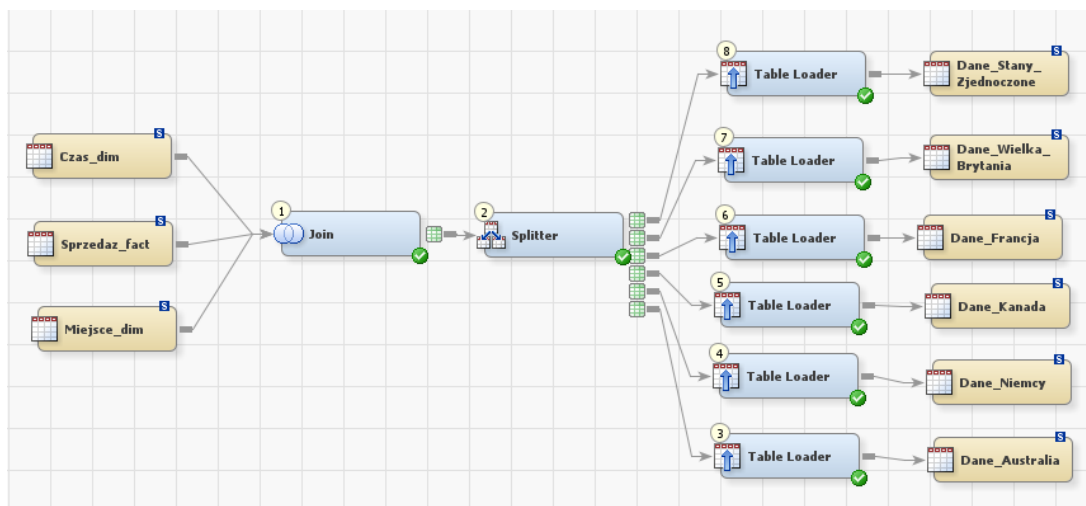 Czas_dim
Sprzedaz_fact
Miejsce_dim
1
Join
2
Splitter
8
Table Loader
Dane_Stany_
Zjednoczone
7
Table Loader
Dane_Wielka_
Brytania
6
Table Loader
Dane_Francja
5
Table Loader
Dane_Kanada
4
Table Loader
Dane_Niemcy
3
Table Loader
Dane_Australia
S
S
S
S
S
S
S
S
S